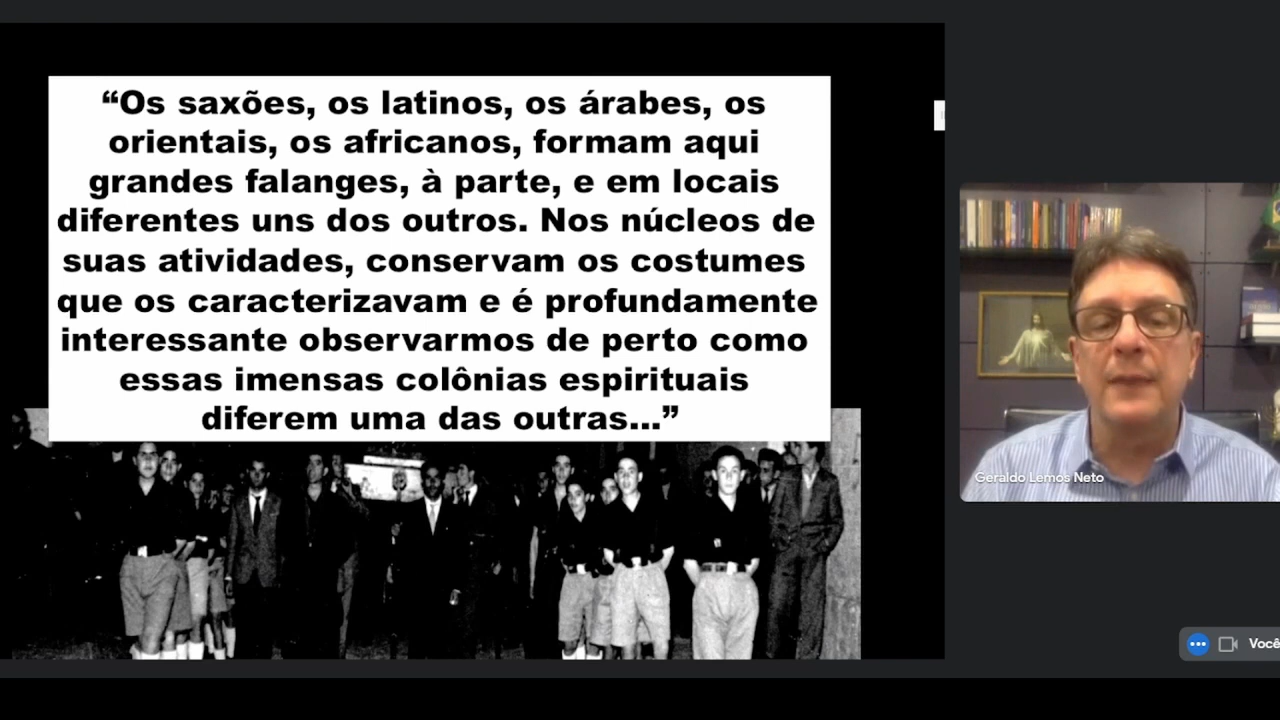 “Os saxões, os latinos, os árabes, os
orientais, os africanos, formam aqui
grandes falanges, à parte, e em locais
diferentes uns dos outros. Nos núcleos de
suas atividades, conservam os costumes
que os caracterizavam e é profundamente
interessante observarmos de perto como
essas imensas colônias espirituais
diferem uma das outras...”
Geraldo Lemos Neto
Você